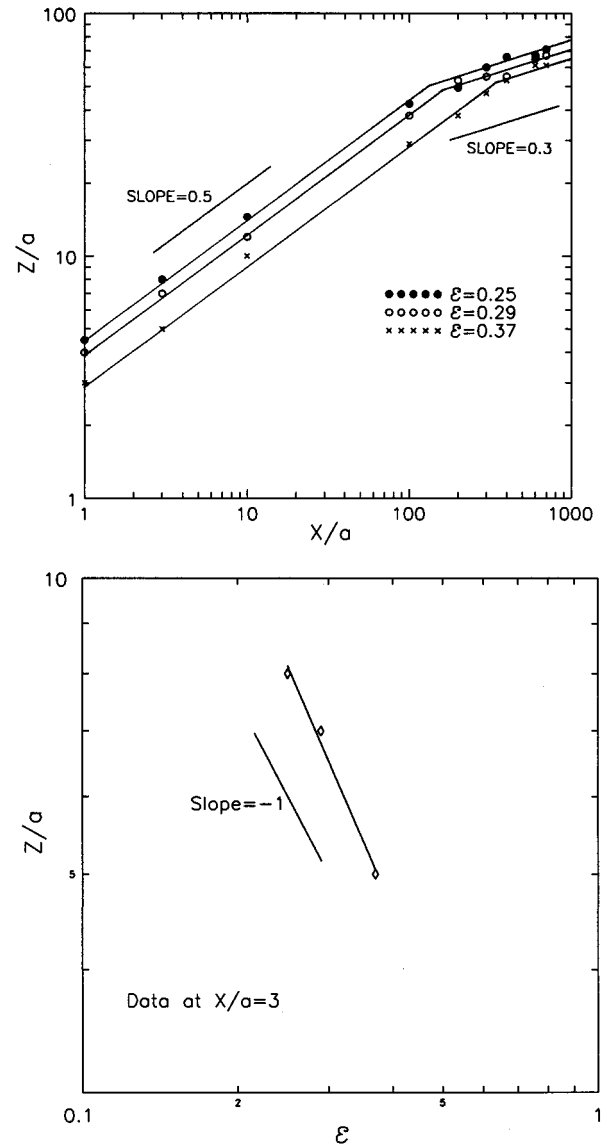 100
Z/a
SLOPE=0.5
SLOPE=0.3
10
ℰ=0.25
ℰ=0.29
ℰ=0.37
1
1 10 100 1000
X/a
10
Z/a
Slope=-1
5
Data at X/a=3
0.1 2 5 1
ℰ